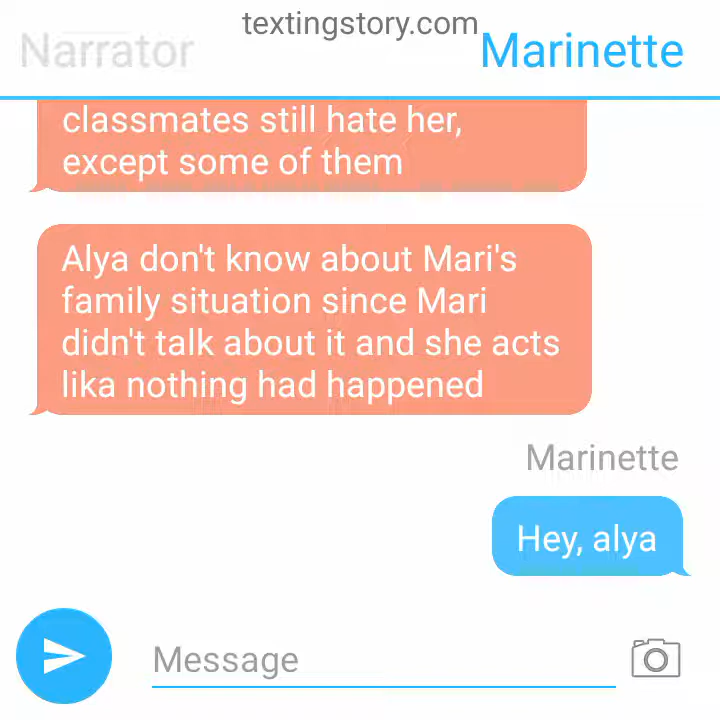 textingstory.com
Narrator
Marinette
classmates still hate her,
except some of them
Alya don't know about Mari's
family situation since Mari
didn't talk about it and she acts
lika nothing had happened
Marinette
Hey, alya
Message